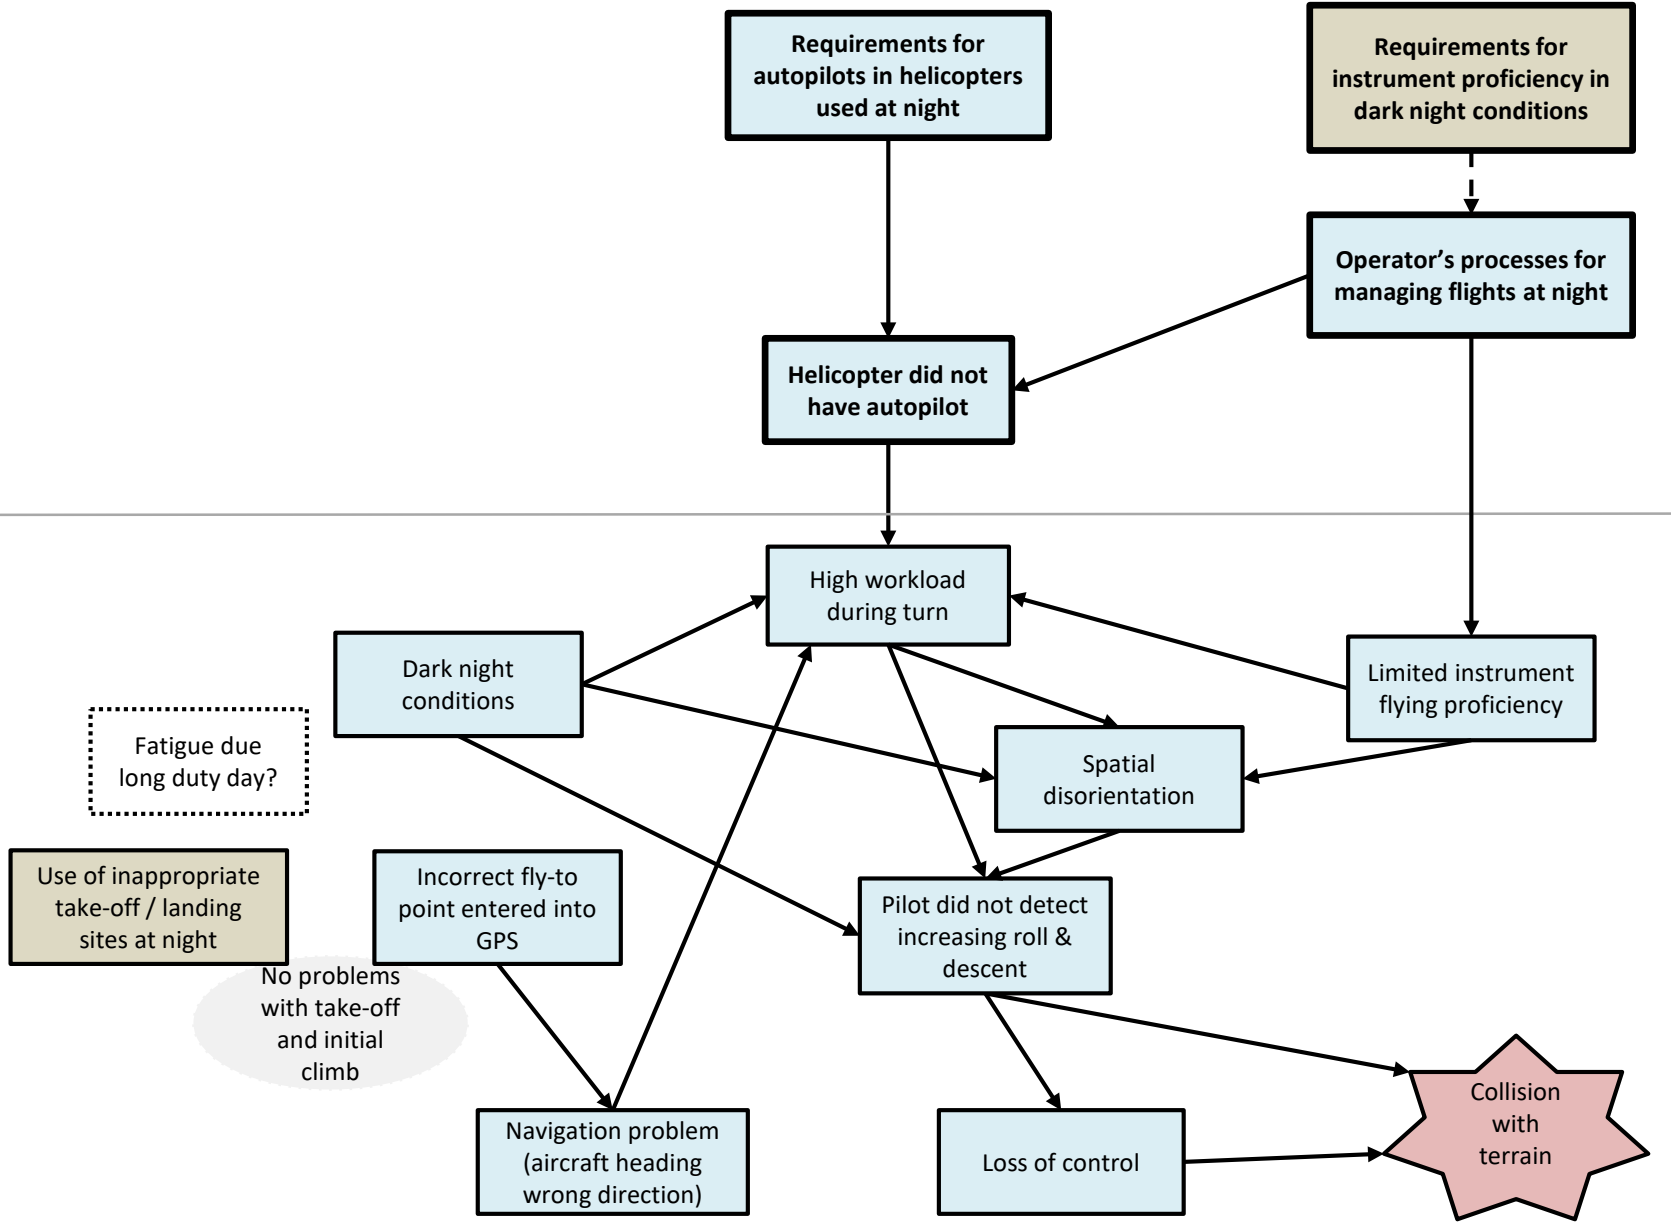 Requirements for
autopilots in helicopters
used at night
Requirements for
instrument proficiency in
dark night conditions
Operator’s processes for
managing flights at night
Helicopter did not
have autopilot
High workload
during turn
Dark night
conditions
Limited instrument
flying proficiency
Fatigue due
long duty day?
Spatial
disorientation
Use of inappropriate
take-off / landing
sites at night
Incorrect fly-to
point entered into
GPS
Pilot did not detect
increasing roll &
descent
No problems
with take-off
and initial
climb
Navigation problem
(aircraft heading
wrong direction)
Loss of control
Collision
with
terrain